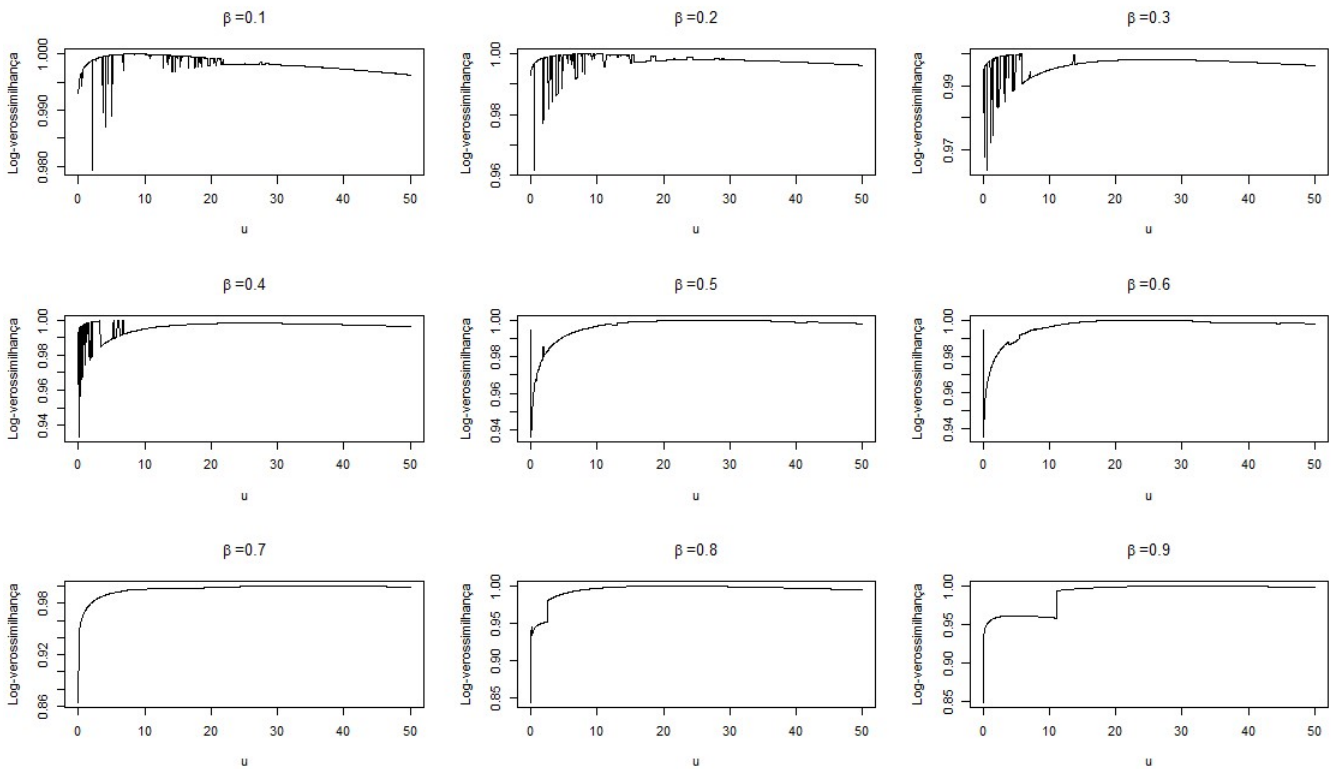 β =0.1
Log-verossimilhança
1.000
0.990
0.980
0 10 20 30 40 50
u
β =0.2
Log-verossimilhança
1.00
0.98
0.96
0 10 20 30 40 50
u
β =0.3
Log-verossimilhança
0.99
0.97
0 10 20 30 40 50
u
β =0.4
Log-verossimilhança
1.00
0.98
0.96
0.94
0 10 20 30 40 50
u
β =0.5
Log-verossimilhança
1.00
0.98
0.96
0.94
0 10 20 30 40 50
u
β =0.6
Log-verossimilhança
1.00
0.98
0.96
0.94
0 10 20 30 40 50
u
β =0.7
Log-verossimilhança
0.98
0.92
0.86
0 10 20 30 40 50
u
β =0.8
Log-verossimilhança
1.00
0.95
0.90
0.85
0 10 20 30 40 50
u
β =0.9
Log-verossimilhança
1.00
0.95
0.90
0.85
0 10 20 30 40 50
u